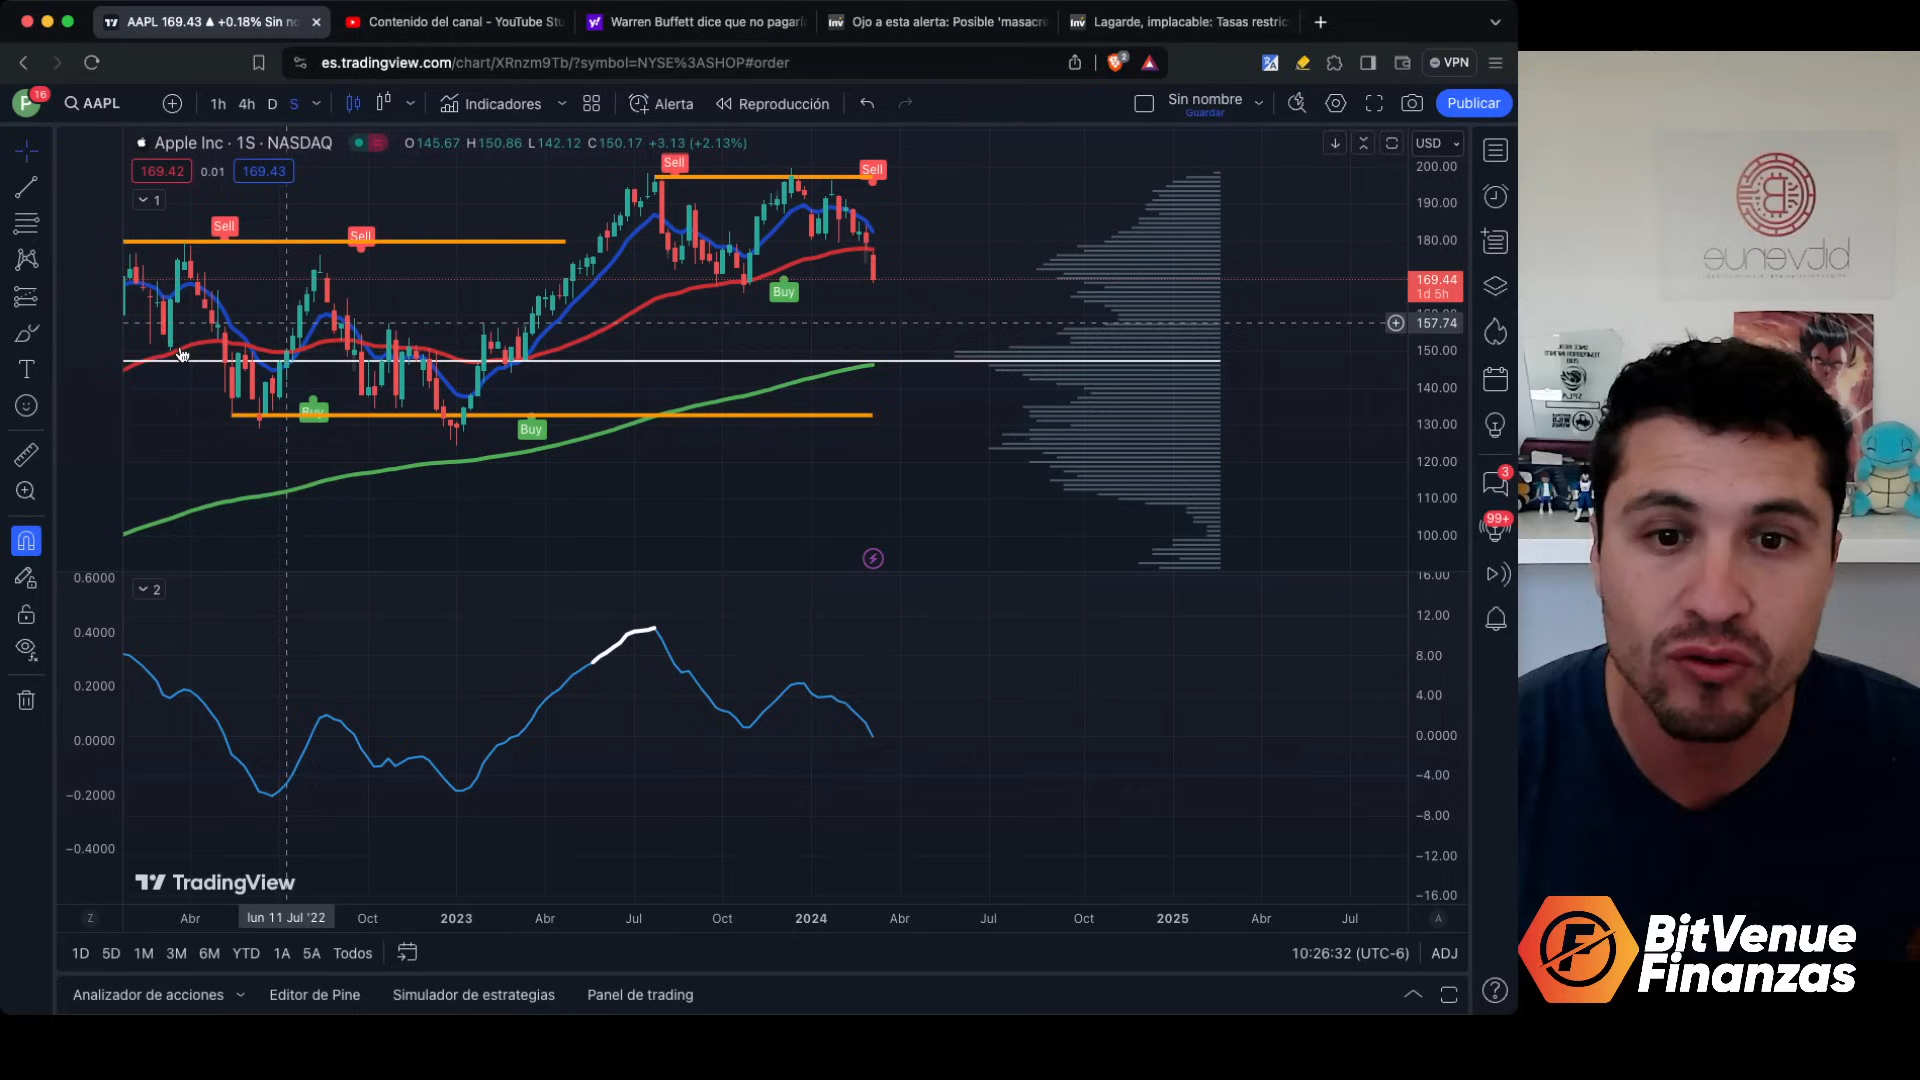 AAPL 169.43 ▲ +0.18% Sin no
Contenido del canal - YouTube Stu
Warren Buffett dice que no pagaría
Ojo a esta alerta: Posible 'masacre
Lagarde, implacable: Tasas restric
es.tradingview.com/chart/XRnzm9Tb/?symbol=NYSE%3ASHOP#order
2
VPN
P
16
AAPL
1h 4h D S
Indicadores
Alerta
Reproducción
Sin nombre
Guardar
Publicar
Apple Inc · 1S · NASDAQ
O145.67 H150.86 L142.12 C150.17 +3.13 (+2.13%)
USD
169.42 0.01 169.43
1
Sell
Sell
Sell
Sell
Buy
Buy
Buy
200.00
190.00
180.00
169.44
1d 5h
157.74
150.00
140.00
130.00
120.00
110.00
100.00
3
99+
2
0.6000
0.4000
0.2000
0.0000
−0.2000
−0.4000
16.00
12.00
8.00
4.00
0.0000
−4.00
−8.00
−12.00
−16.00
TradingView
Z
Abr
lun 11 Jul '22
Oct
2023
Abr
Jul
Oct
2024
Abr
Jul
Oct
2025
Abr
Jul
A
1D 5D 1M 3M 6M YTD 1A 5A Todos
10:26:32 (UTC-6)
ADJ
Analizador de acciones
Editor de Pine
Simulador de estrategias
Panel de trading
bitvenue
BitVenue
Finanzas